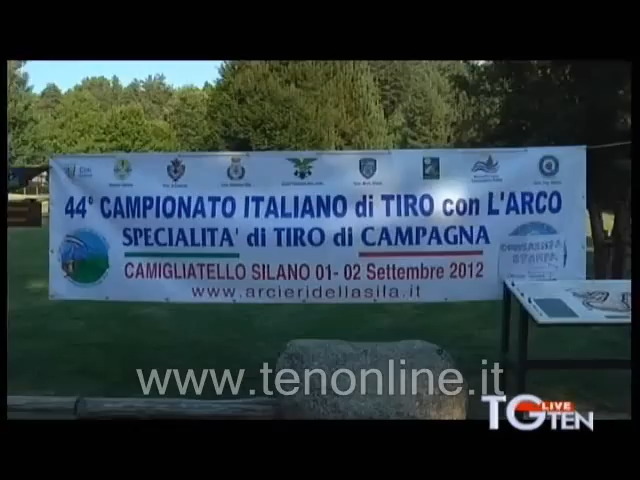 44° CAMPIONATO ITALIANO di TIRO con L'ARCO
SPECIALITA' di TIRO di CAMPAGNA
CAMIGLIATELLO SILANO 01- 02 Settembre 2012
www.arcieridellasila.it
www.tenonline.it
LIVE
TG TEN